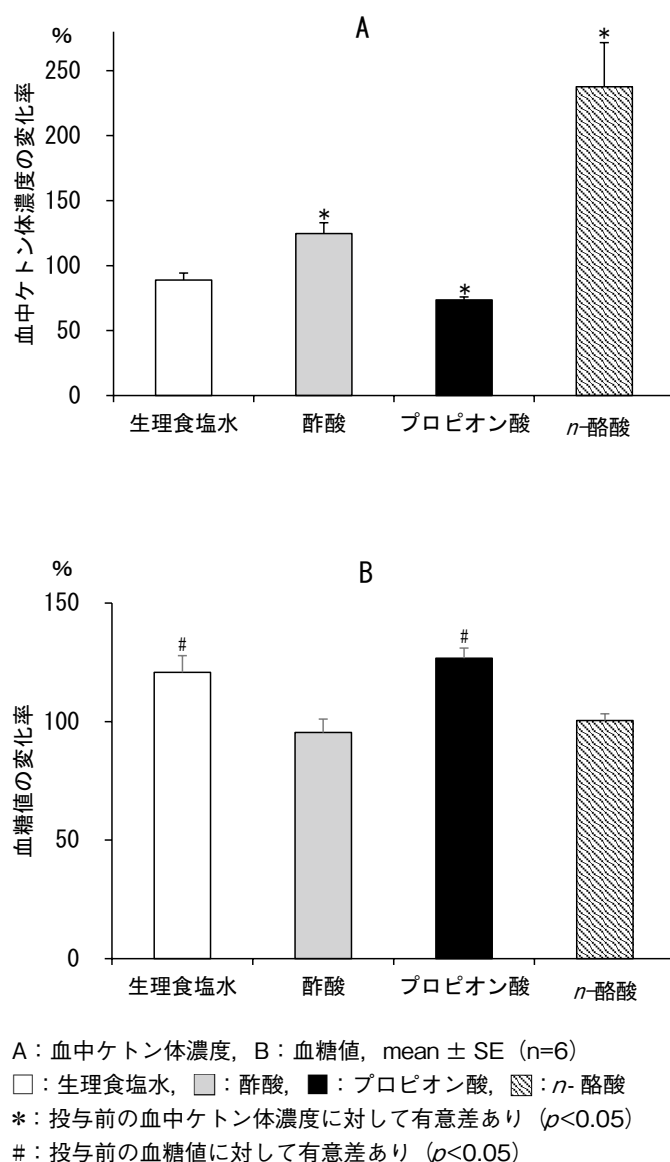 A
%
*
250
200
150
100
50
0
血中ケトン体濃度の変化率
*
*
生理食塩水 酢酸 プロピオン酸 n-酪酸
B
%
150
100
50
0
血糖値の変化率
#
#
生理食塩水 酢酸 プロピオン酸 n-酪酸
A：血中ケトン体濃度，B：血糖値，mean ± SE（n=6）
□：生理食塩水，■：酢酸，■：プロピオン酸，▨：n-酪酸
＊：投与前の血中ケトン体濃度に対して有意差あり（p<0.05）
#：投与前の血糖値に対して有意差あり（p<0.05）